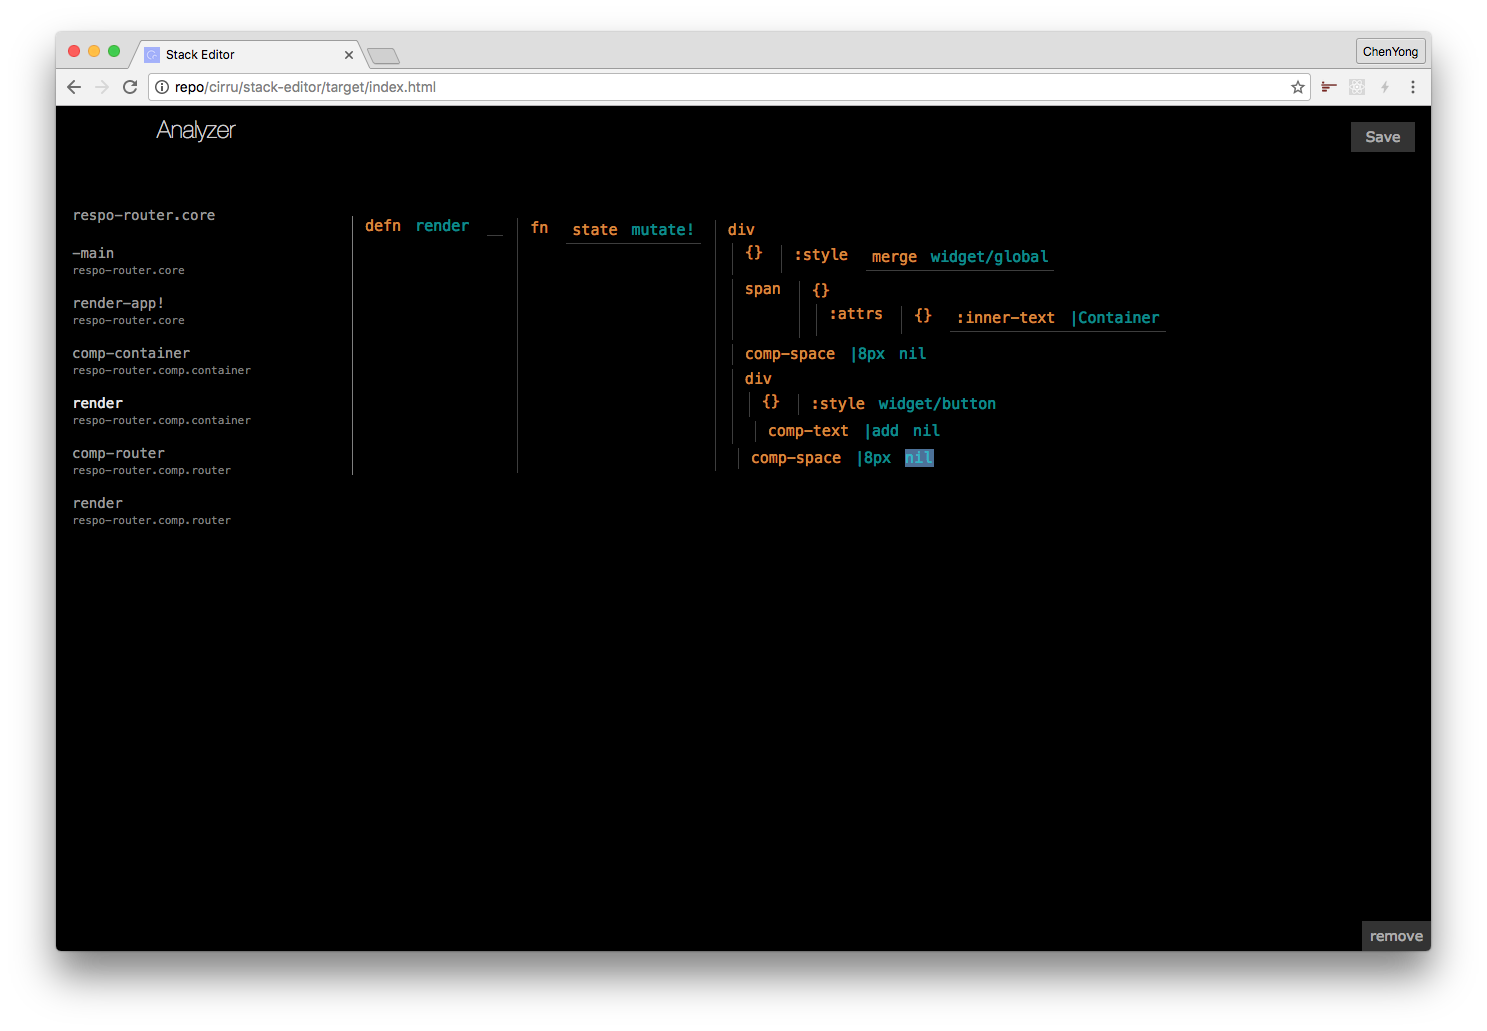 Stack Editor
ChenYong
repo/cirru/stack-editor/target/index.html
Analyzer
Save
respo-router.core
-main
respo-router.core
render-app!
respo-router.core
comp-container
respo-router.comp.container
render
respo-router.comp.container
comp-router
respo-router.comp.router
render
respo-router.comp.router
defn render fn state mutate! div
{} :style merge widget/global
span {}
:attrs {} :inner-text |Container
comp-space |8px nil
div
{} :style widget/button
comp-text |add nil
comp-space |8px nil
remove